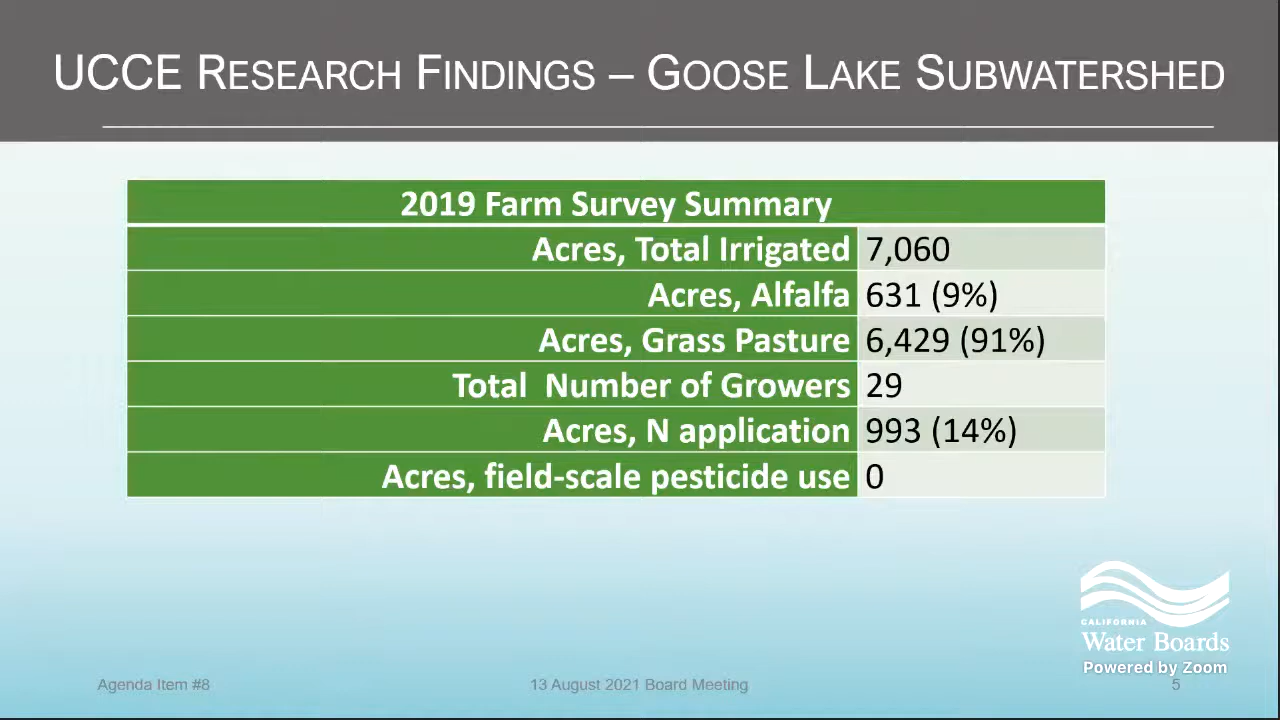 UCCE RESEARCH FINDINGS – GOOSE LAKE SUBWATERSHED
2019 Farm Survey Summary
Acres, Total Irrigated 7,060
Acres, Alfalfa 631 (9%)
Acres, Grass Pasture 6,429 (91%)
Total Number of Growers 29
Acres, N application 993 (14%)
Acres, field-scale pesticide use 0
CALIFORNIA
Water Boards
Powered by Zoom
Agenda Item #8 13 August 2021 Board Meeting 5